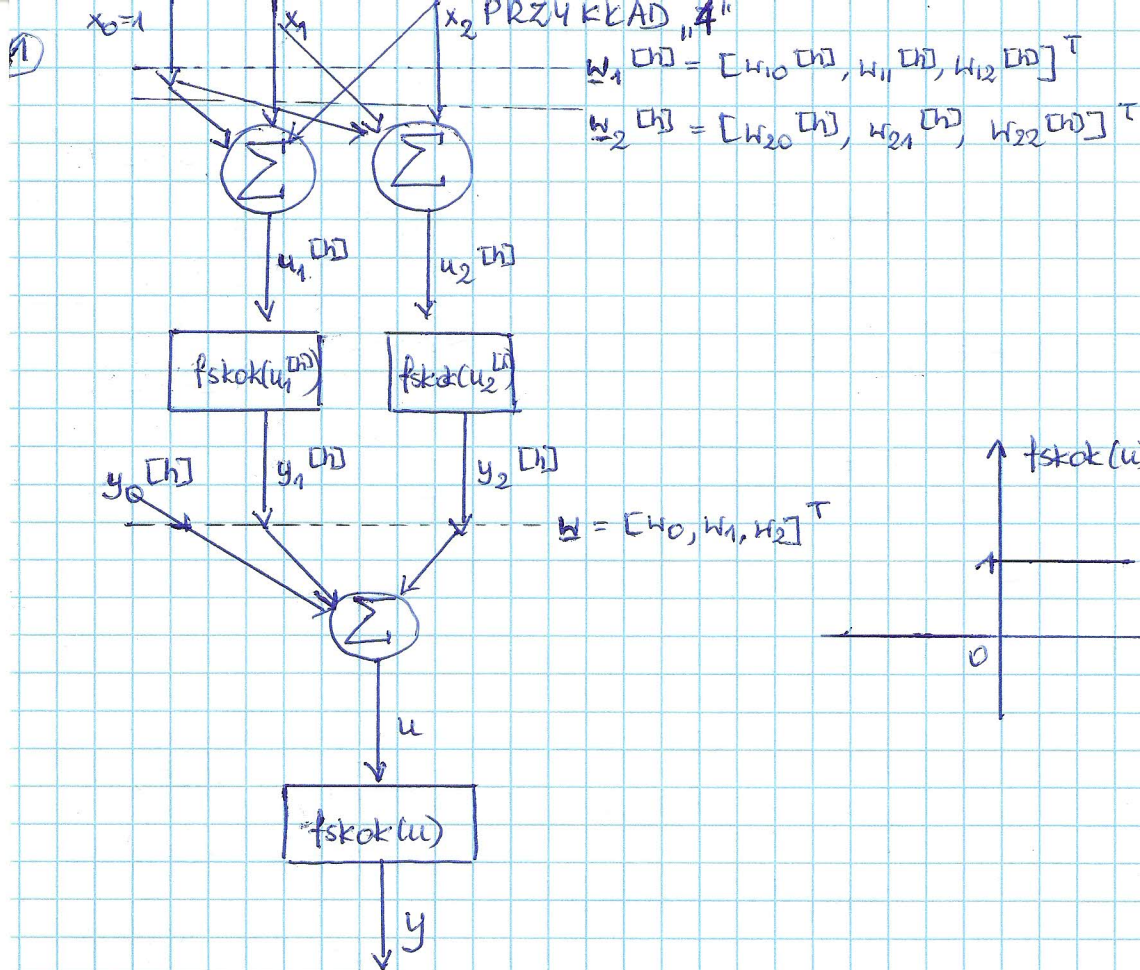 x₀=1 x₁ x₂ PRZYKŁAD „4"
1
w₁^[h] = [w₁₀^[h], w₁₁^[h], w₁₂^[h]]^T
w₂^[h] = [w₂₀^[h], w₂₁^[h], w₂₂^[h]]^T
Σ Σ
u₁^[h] u₂^[h]
fskok(u₁^[h]) fskok(u₂^[h])
y₀^[h] y₁^[h] y₂^[h] fskok(u)
w = [w₀, w₁, w₂]^T
1
Σ
0
u
fskok(u)
y